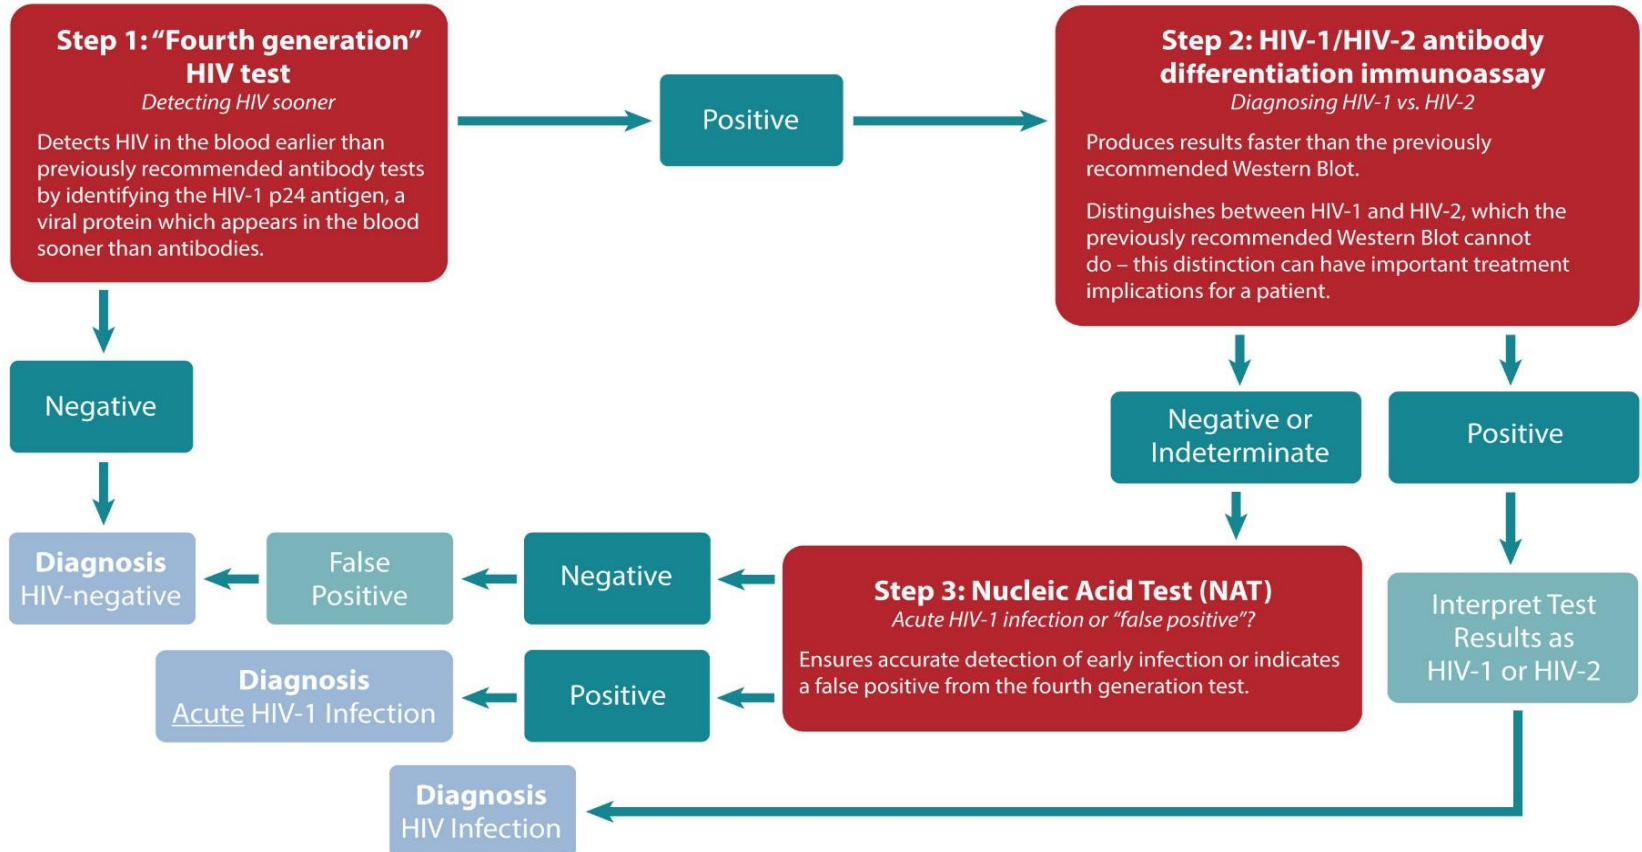 Step 1: “Fourth generation”
HIV test
Detecting HIV sooner
Detects HIV in the blood earlier than
previously recommended antibody tests
by identifying the HIV-1 p24 antigen, a
viral protein which appears in the blood
sooner than antibodies.
Positive
Step 2: HIV-1/HIV-2 antibody
differentiation immunoassay
Diagnosing HIV-1 vs. HIV-2
Produces results faster than the previously
recommended Western Blot.
Distinguishes between HIV-1 and HIV-2, which the
previously recommended Western Blot cannot
do – this distinction can have important treatment
implications for a patient.
Negative
Negative or
Indeterminate
Positive
Diagnosis
HIV-negative
False
Positive
Negative
Step 3: Nucleic Acid Test (NAT)
Acute HIV-1 infection or “false positive”?
Ensures accurate detection of early infection or indicates
a false positive from the fourth generation test.
Interpret Test
Results as
HIV-1 or HIV-2
Diagnosis
Acute HIV-1 Infection
Positive
Diagnosis
HIV Infection